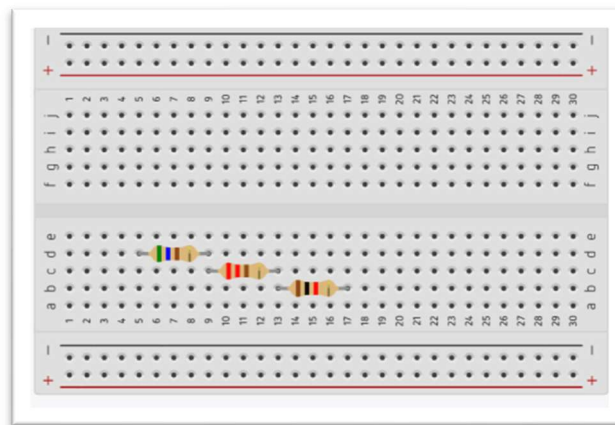 − −
+ +
1 2 3 4 5 6 7 8 9 10 11 12 13 14 15 16 17 18 19 20 21 22 23 24 25 26 27 28 29 30
j j
i i
h h
g g
f f
e e
d d
c c
b b
a a
1 2 3 4 5 6 7 8 9 10 11 12 13 14 15 16 17 18 19 20 21 22 23 24 25 26 27 28 29 30
− −
+ +